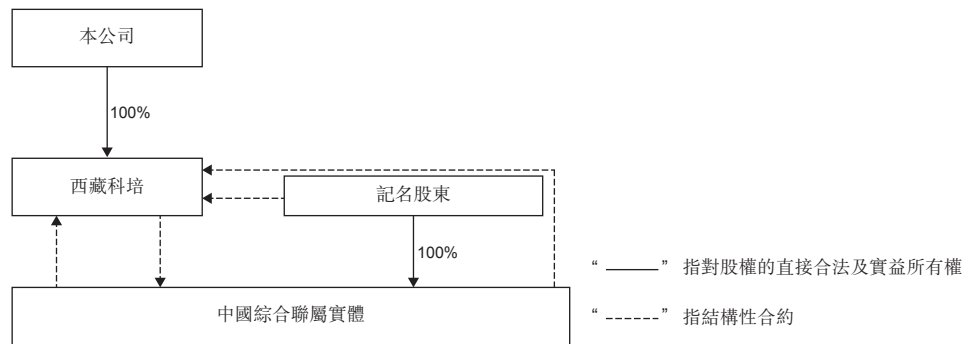 本公司
100%
西藏科培
記名股東
100%
“ ——— ” 指對股權的直接合法及實益所有權
中國綜合聯屬實體
“ ------ ” 指結構性合約